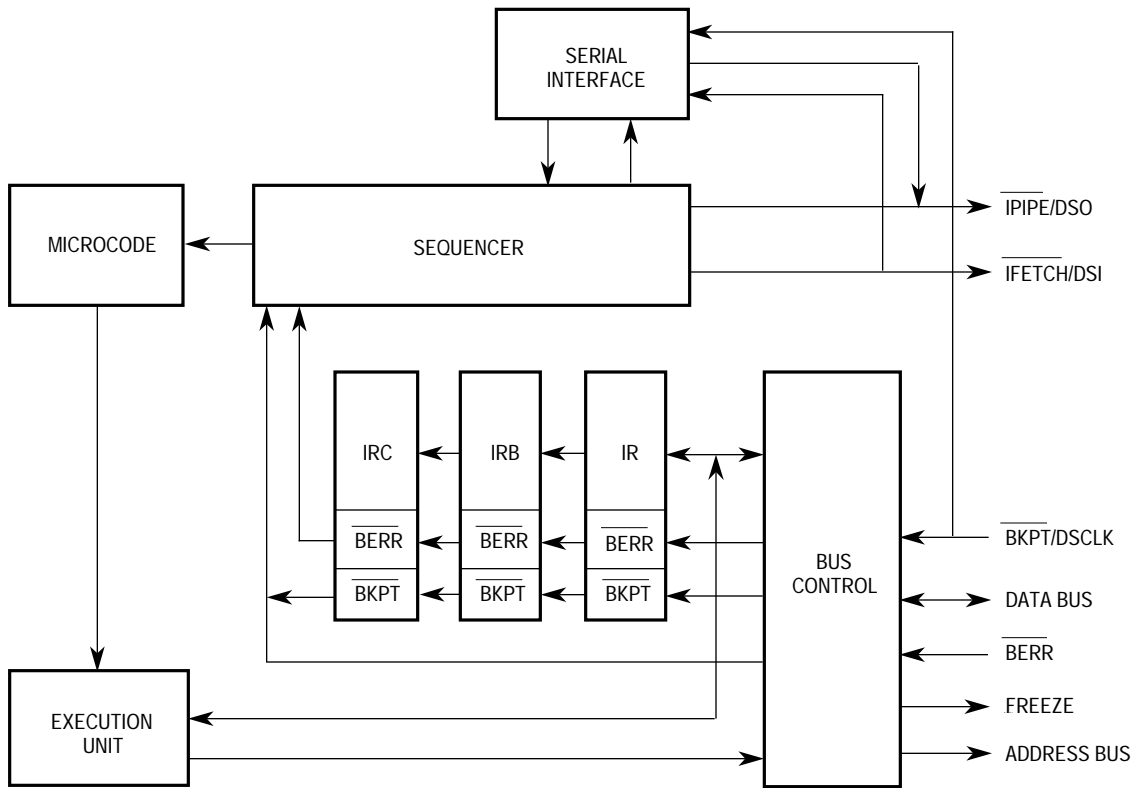 SERIAL
INTERFACE
MICROCODE
SEQUENCER
IPIPE/DSO
IFETCH/DSI
IRC
IRB
IR
BERR
BERR
BERR
BKPT
BKPT
BKPT
BUS
CONTROL
BKPT/DSCLK
DATA BUS
BERR
FREEZE
ADDRESS BUS
EXECUTION
UNIT